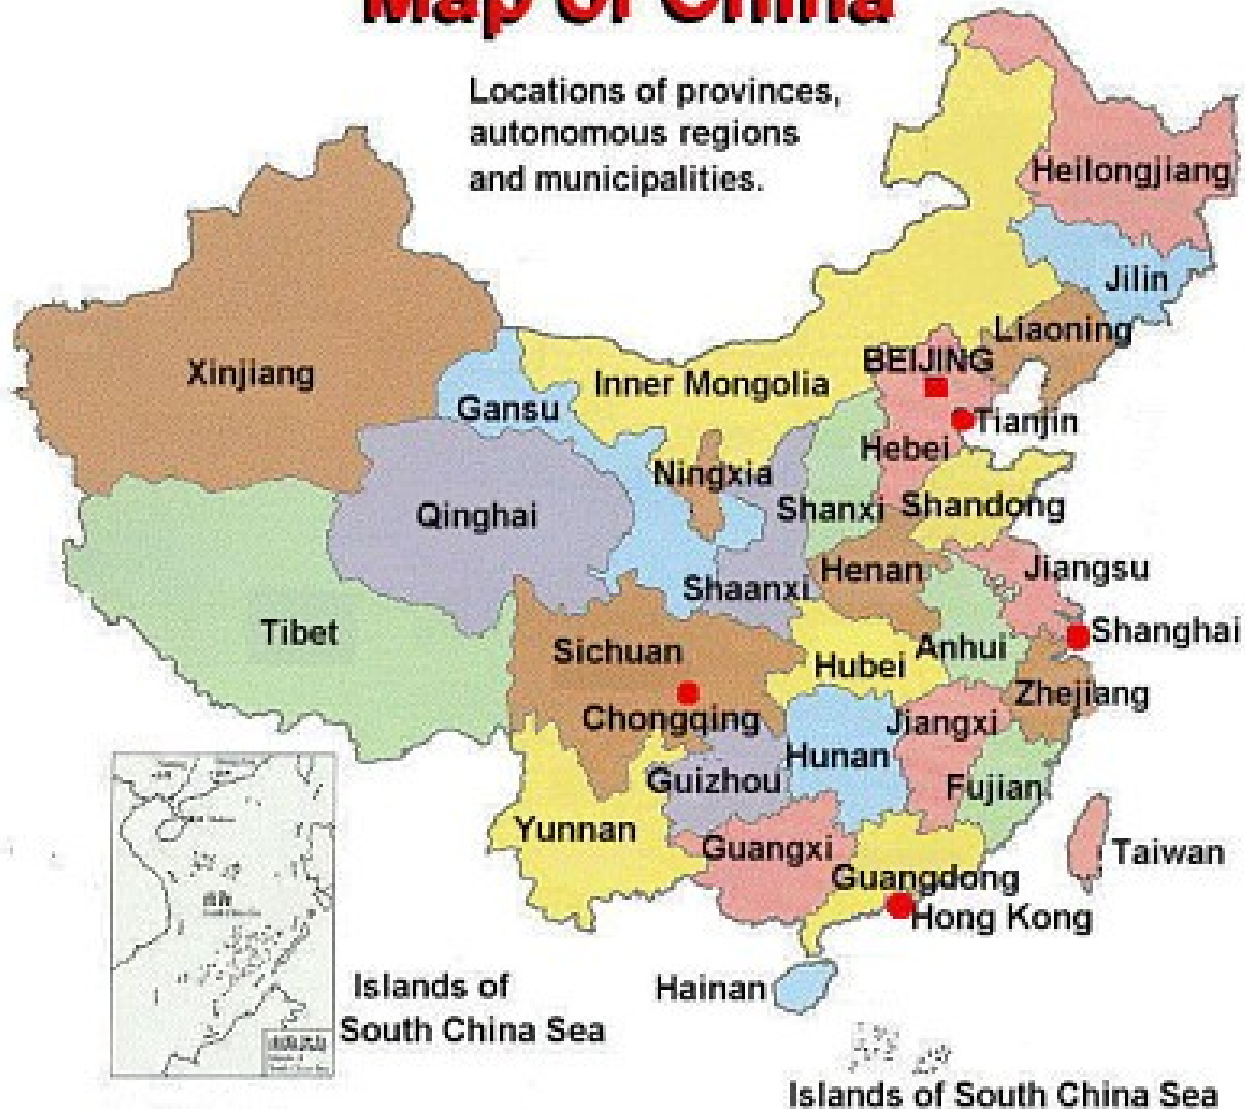 Map of China
Locations of provinces,
autonomous regions
and municipalities.
Heilongjiang
Jilin
Liaoning
BEIJING
Xinjiang
Inner Mongolia
Gansu
Tianjin
Hebei
Ningxia
Qinghai
Shanxi
Shandong
Henan
Jiangsu
Shaanxi
Tibet
Shanghai
Sichuan
Anhui
Hubei
Zhejiang
Chongqing
Jiangxi
Hunan
Guizhou
Fujian
Yunnan
Guangxi
Taiwan
Guangdong
Hong Kong
Hainan
Islands of
South China Sea
Islands of South China Sea